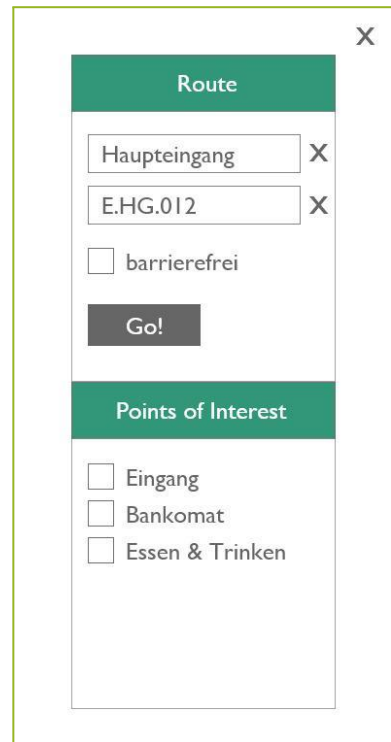 X
Route
Haupteingang X
E.HG.012 X
barrierefrei
Go!
Points of Interest
Eingang
Bankomat
Essen & Trinken